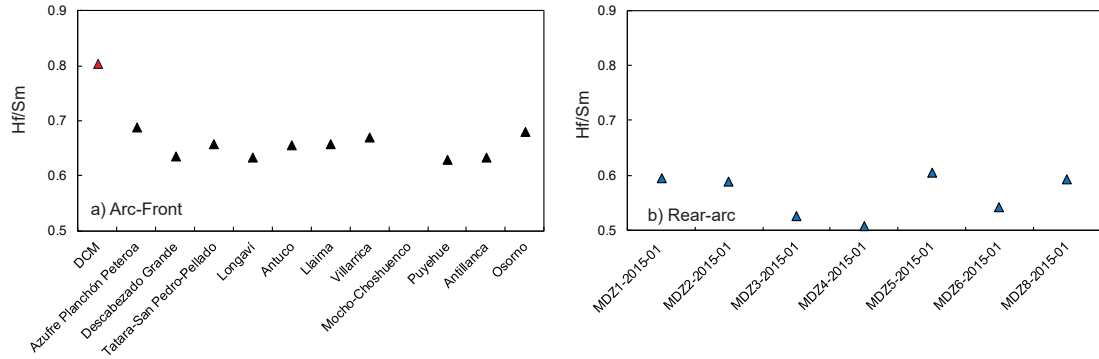 0.9
0.8
0.7
0.6
0.5
Hf/Sm
a) Arc-Front
DCM
Azufre Planchón Peteroa
Descabezado Grande
Tatara-San Pedro-Pellado
Longaví
Antuco
Llaima
Villarrica
Mocho-Choshuenco
Puyehue
Antillanca
Osorno
0.9
0.8
0.7
0.6
0.5
Hf/Sm
b) Rear-arc
MDZ1-2015-01
MDZ2-2015-01
MDZ3-2015-01
MDZ4-2015-01
MDZ5-2015-01
MDZ6-2015-01
MDZ8-2015-01